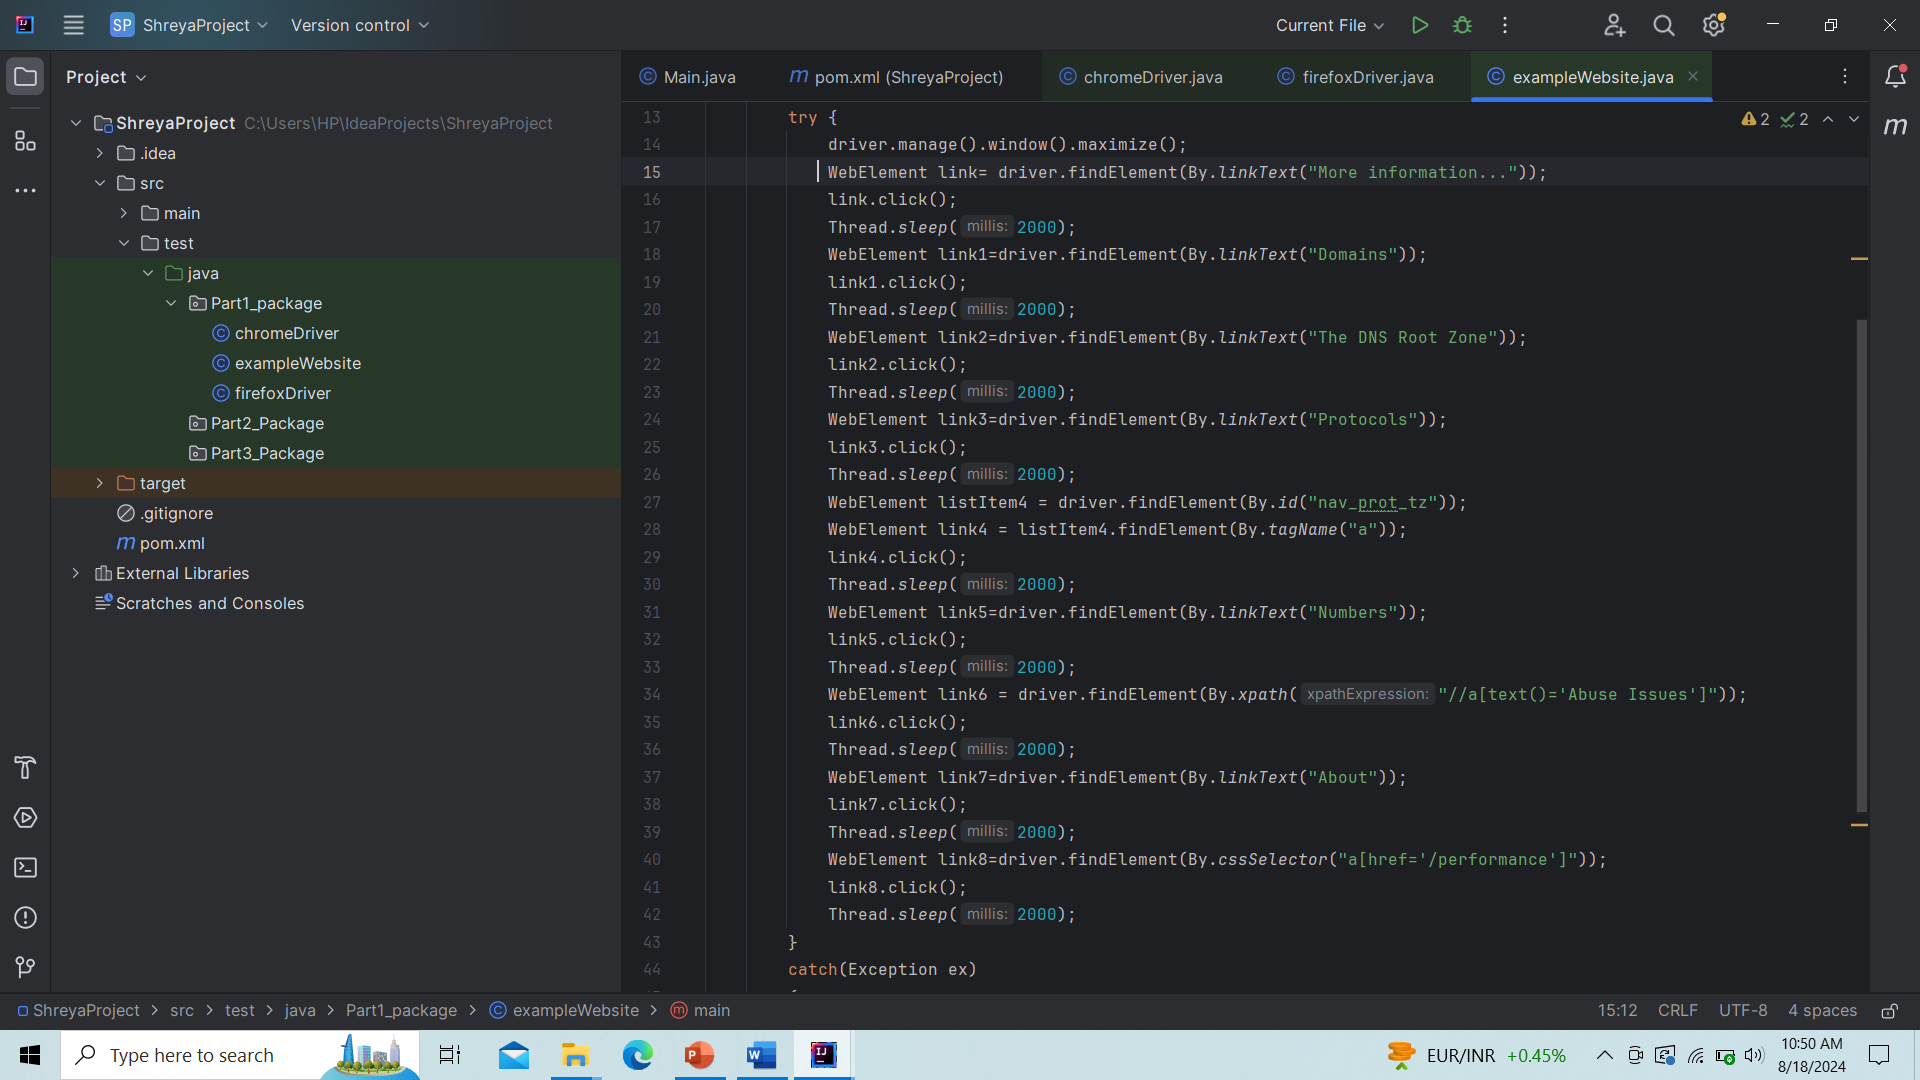 SP ShreyaProject Version control Current File
Project
Main.java pom.xml (ShreyaProject) chromeDriver.java firefoxDriver.java exampleWebsite.java
ShreyaProject C:\Users\HP\IdeaProjects\ShreyaProject
.idea
src
main
test
java
Part1_package
chromeDriver
exampleWebsite
firefoxDriver
Part2_Package
Part3_Package
target
.gitignore
pom.xml
External Libraries
Scratches and Consoles
2 2
13 try {
14 driver.manage().window().maximize();
15 WebElement link= driver.findElement(By.linkText("More information..."));
16 link.click();
17 Thread.sleep( millis: 2000);
18 WebElement link1=driver.findElement(By.linkText("Domains"));
19 link1.click();
20 Thread.sleep( millis: 2000);
21 WebElement link2=driver.findElement(By.linkText("The DNS Root Zone"));
22 link2.click();
23 Thread.sleep( millis: 2000);
24 WebElement link3=driver.findElement(By.linkText("Protocols"));
25 link3.click();
26 Thread.sleep( millis: 2000);
27 WebElement listItem4 = driver.findElement(By.id("nav_prot_tz"));
28 WebElement link4 = listItem4.findElement(By.tagName("a"));
29 link4.click();
30 Thread.sleep( millis: 2000);
31 WebElement link5=driver.findElement(By.linkText("Numbers"));
32 link5.click();
33 Thread.sleep( millis: 2000);
34 WebElement link6 = driver.findElement(By.xpath( xpathExpression: "//a[text()='Abuse Issues']"));
35 link6.click();
36 Thread.sleep( millis: 2000);
37 WebElement link7=driver.findElement(By.linkText("About"));
38 link7.click();
39 Thread.sleep( millis: 2000);
40 WebElement link8=driver.findElement(By.cssSelector("a[href='/performance']"));
41 link8.click();
42 Thread.sleep( millis: 2000);
43 }
44 catch(Exception ex)
ShreyaProject > src > test > java > Part1_package > exampleWebsite > main 15:12 CRLF UTF-8 4 spaces
Type here to search EUR/INR +0.45% 10:50 AM
8/18/2024